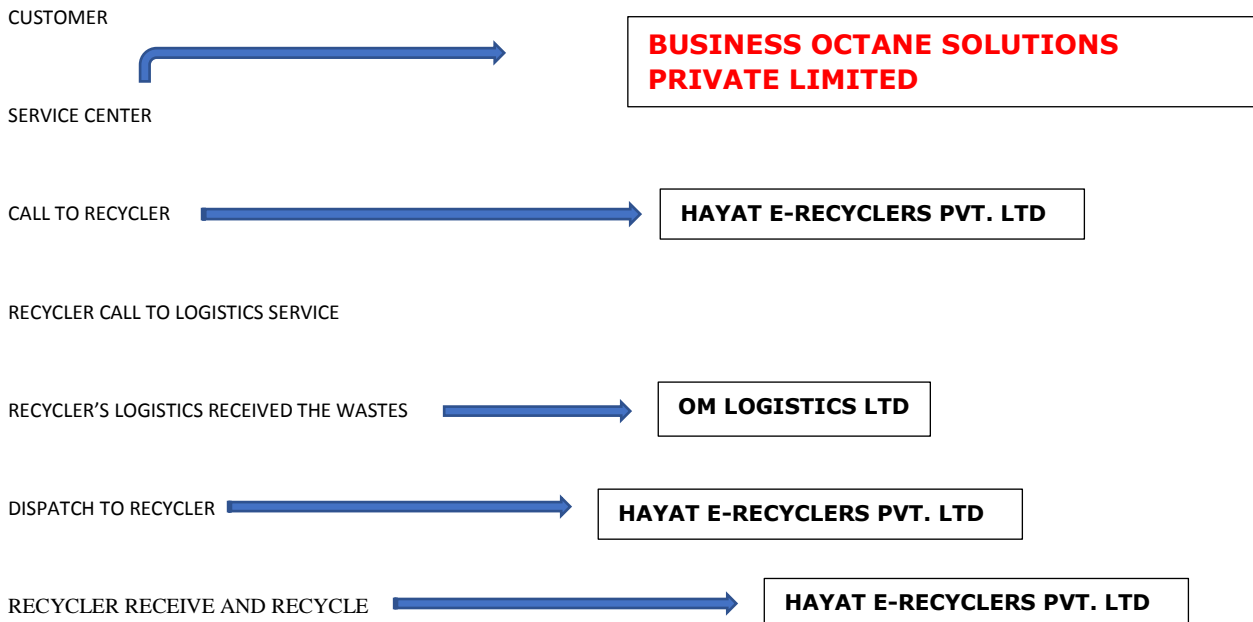 CUSTOMER
BUSINESS OCTANE SOLUTIONS
PRIVATE LIMITED
SERVICE CENTER
CALL TO RECYCLER
HAYAT E-RECYCLERS PVT. LTD
RECYCLER CALL TO LOGISTICS SERVICE
RECYCLER’S LOGISTICS RECEIVED THE WASTES
OM LOGISTICS LTD
DISPATCH TO RECYCLER
HAYAT E-RECYCLERS PVT. LTD
RECYCLER RECEIVE AND RECYCLE
HAYAT E-RECYCLERS PVT. LTD